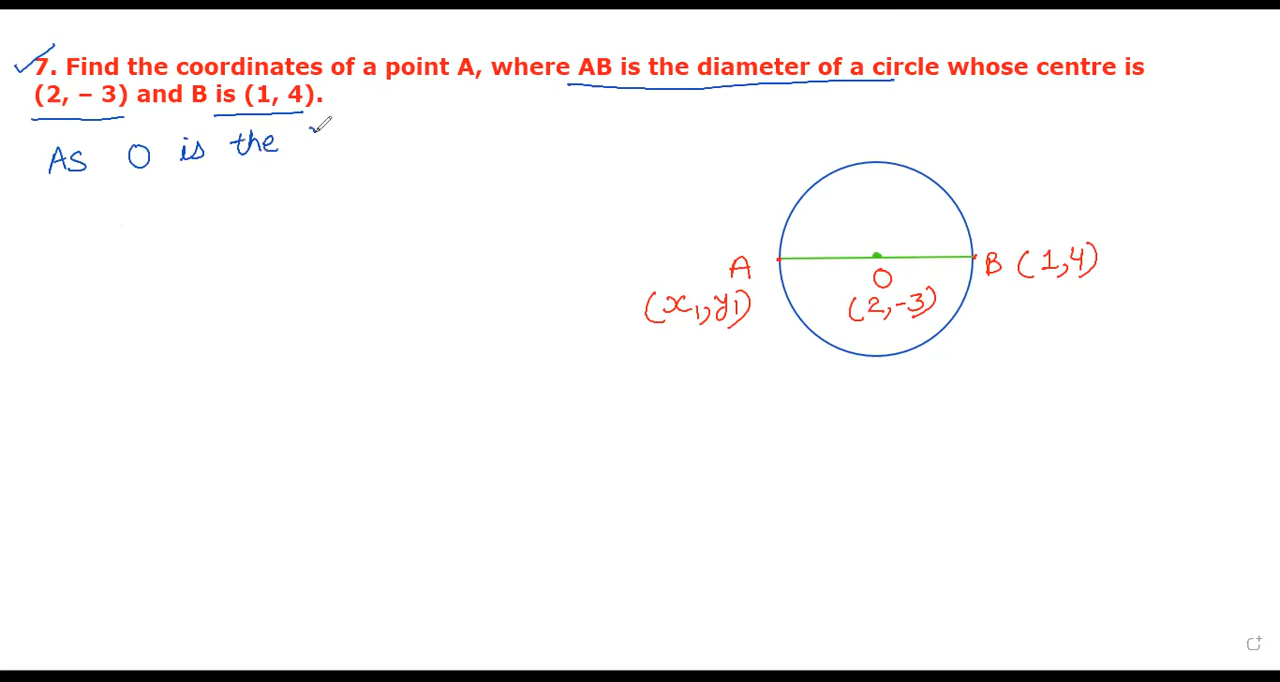 7. Find the coordinates of a point A, where AB is the diameter of a circle whose centre is
(2, – 3) and B is (1, 4).
AS O is the
A
(x₁,y₁)
O
(2,-3)
B (1,4)